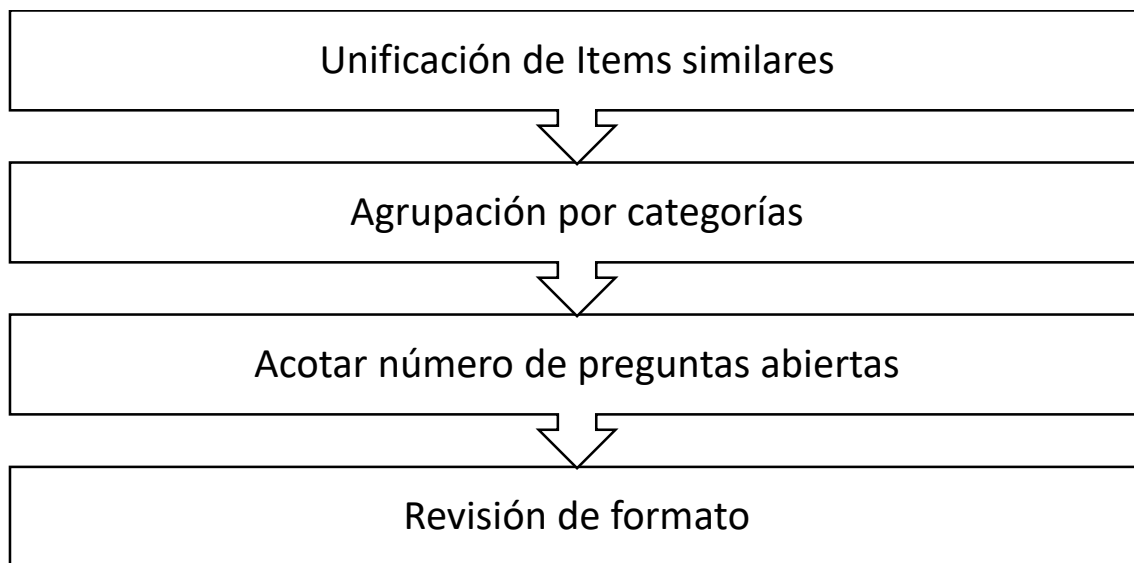 Unificación de Items similares
Agrupación por categorías
Acotar número de preguntas abiertas
Revisión de formato